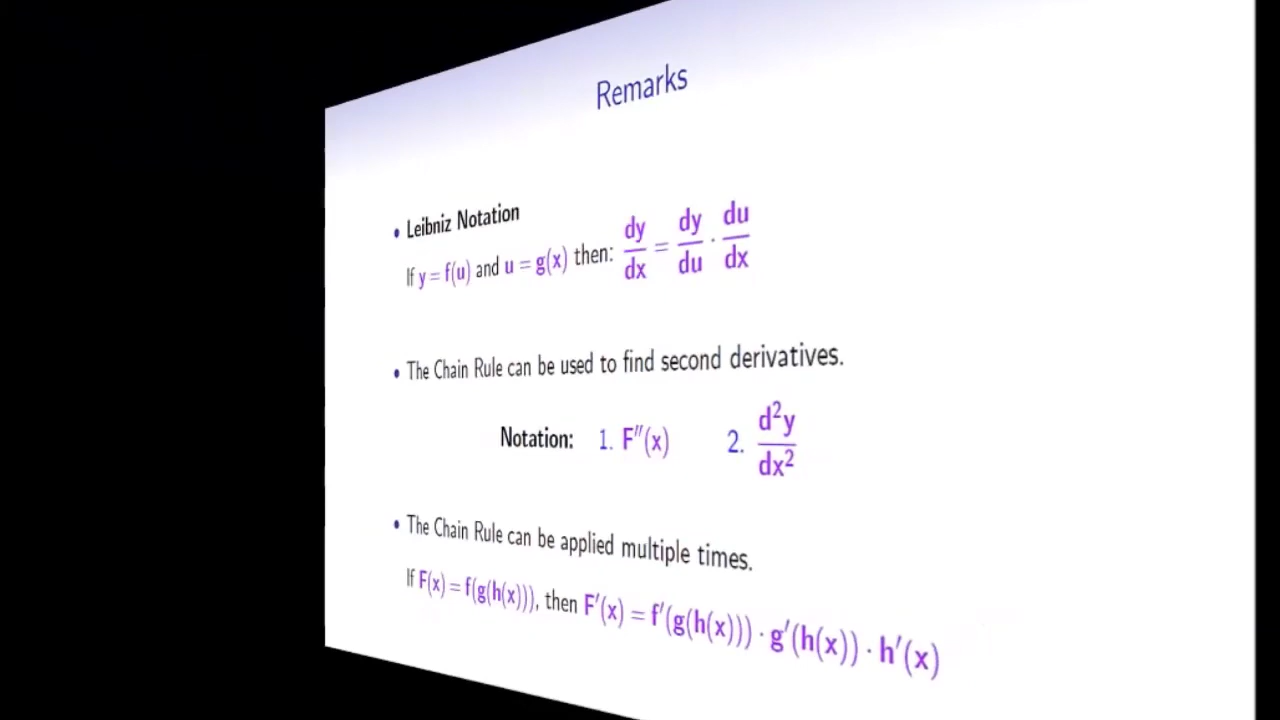 Remarks
• Leibniz Notation
If y = f(u) and u = g(x) then: dy/dx = dy/du · du/dx
• The Chain Rule can be used to find second derivatives.
Notation: 1. F″(x) 2. d²y/dx²
• The Chain Rule can be applied multiple times.
If F(x) = f(g(h(x))), then F′(x) = f′(g(h(x))) · g′(h(x)) · h′(x)